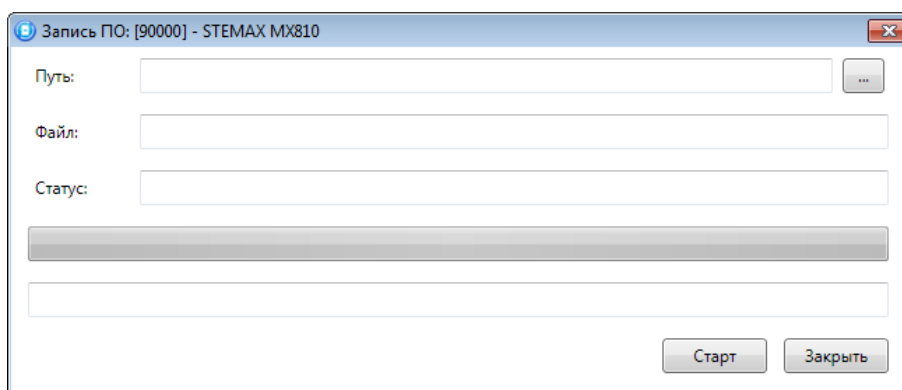 Запись ПО: [90000] - STEMAX MX810
Путь:
...
Файл:
Статус:
Старт
Закрыть